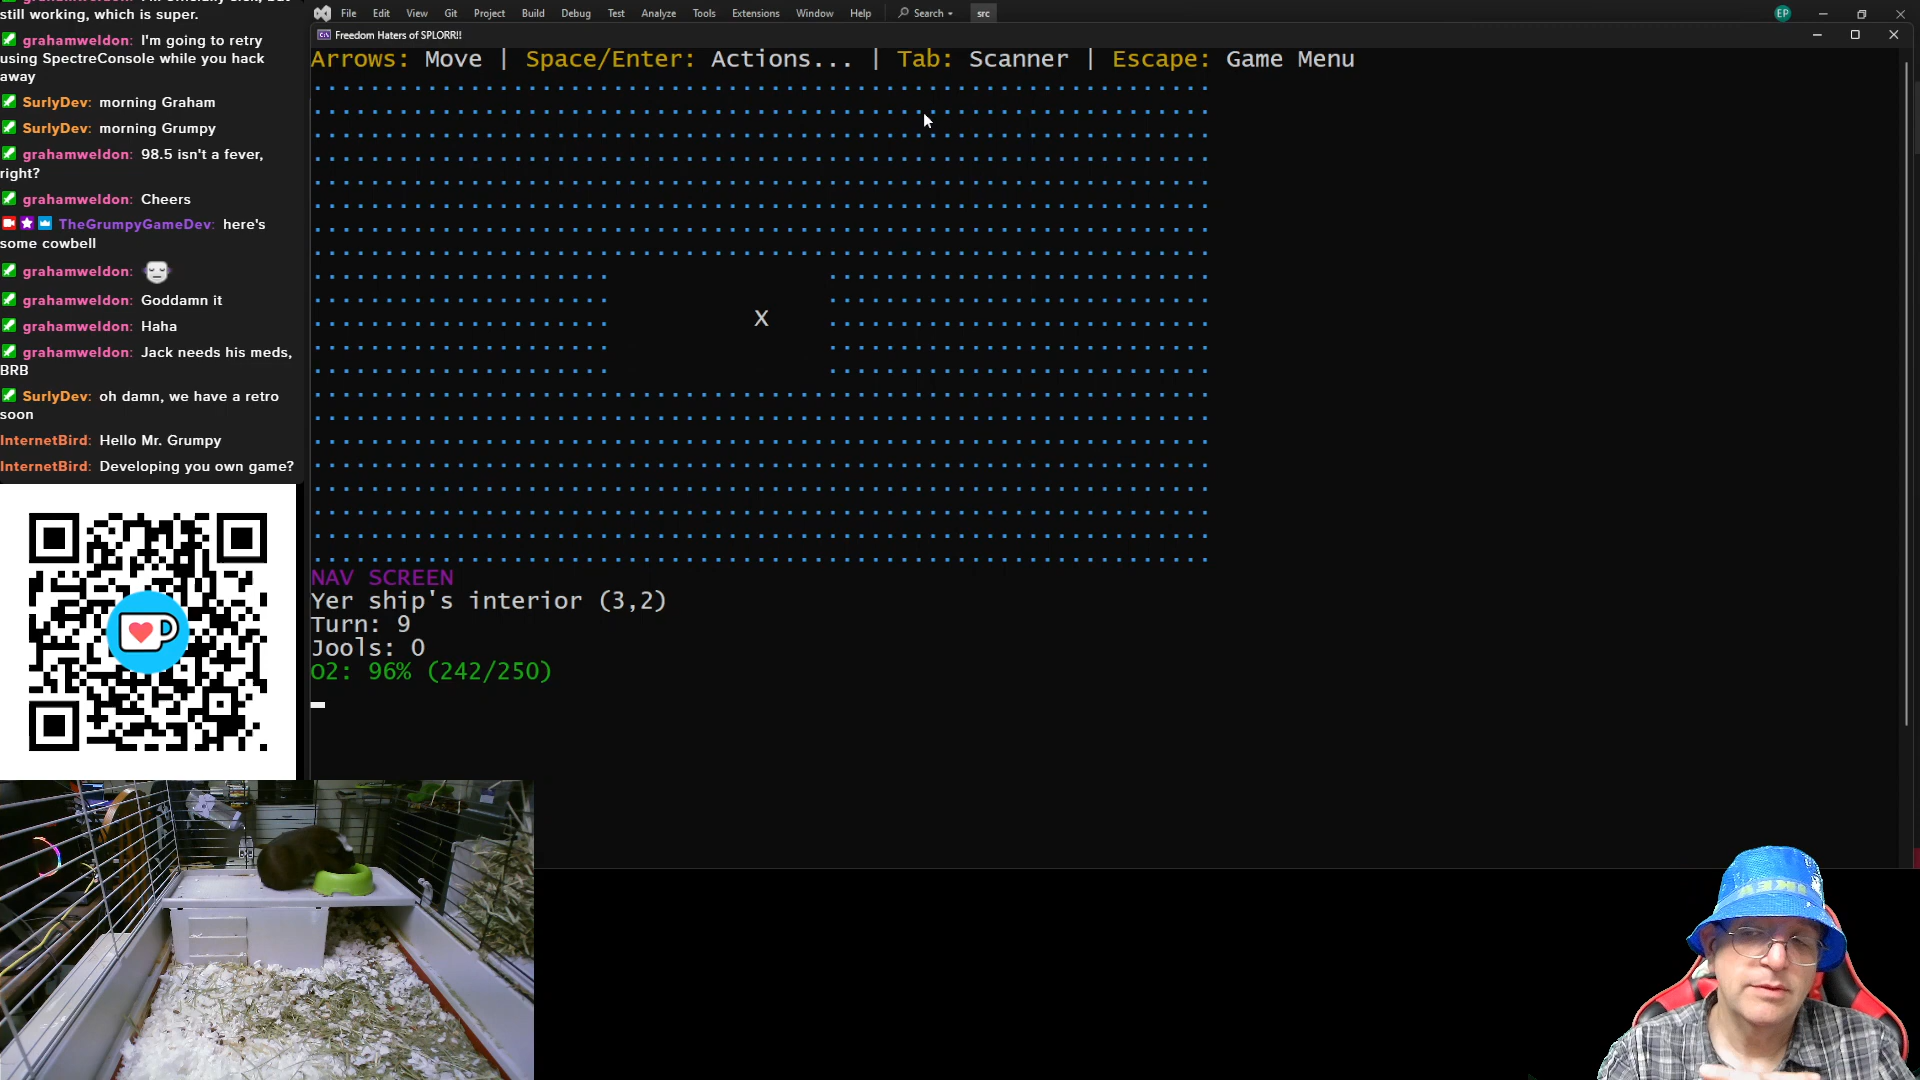 still working, which is super.
grahamweldon: I'm going to retry
using SpectreConsole while you hack
away
SurlyDev: morning Graham
SurlyDev: morning Grumpy
grahamweldon: 98.5 isn't a fever,
right?
grahamweldon: Cheers
TheGrumpyGameDev: here's
some cowbell
grahamweldon:
grahamweldon: Goddamn it
grahamweldon: Haha
grahamweldon: Jack needs his meds,
BRB
SurlyDev: oh damn, we have a retro
soon
InternetBird: Hello Mr. Grumpy
InternetBird: Developing you own game?
File Edit View Git Project Build Debug Test Analyze Tools Extensions Window Help Search src EP
Freedom Haters of SPLORR!!
Arrows: Move | Space/Enter: Actions... | Tab: Scanner | Escape: Game Menu
X
NAV SCREEN
Yer ship's interior (3,2)
Turn: 9
Jools: 0
O2: 96% (242/250)
IKEA